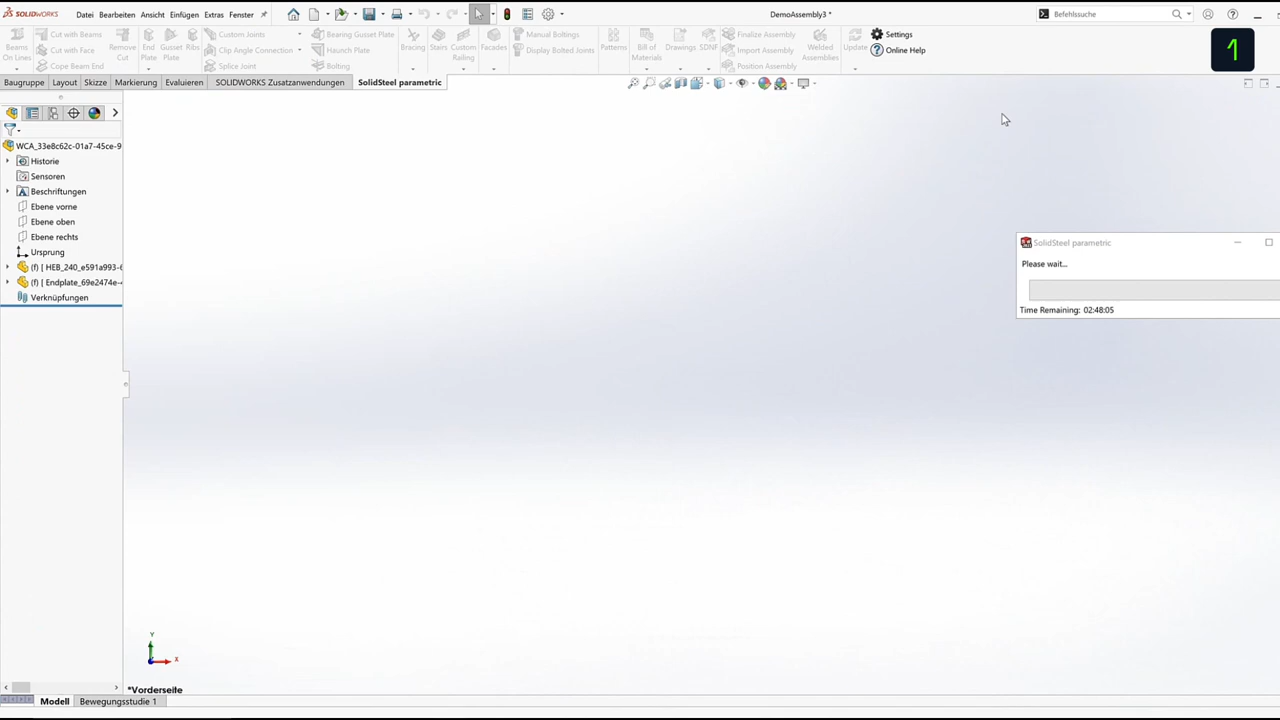 SOLIDWORKS
Datei Bearbeiten Ansicht Einfügen Extras Fenster
DemoAssembly3 *
Befehlssuche
Beams On Lines
Cut with Beams
Cut with Face
Cope Beam End
Remove Cut
End Plate
Gusset Plate
Ribs
Custom Joints
Clip Angle Connection
Splice Joint
Bearing Gusset Plate
Haunch Plate
Bolting
Bracing
Stairs
Custom Railing
Facades
Manual Boltings
Display Bolted Joints
Patterns
Bill of Materials
Drawings
SDNF
Finalize Assembly
Import Assembly
Position Assembly
Welded Assemblies
Update
Settings
Online Help
1
Baugruppe Layout Skizze Markierung Evaluieren SOLIDWORKS Zusatzanwendungen SolidSteel parametric
WCA_33e8c62c-01a7-45ce-9
Historie
Sensoren
Beschriftungen
Ebene vorne
Ebene oben
Ebene rechts
Ursprung
(f) [ HEB_240_e591a993-6
(f) [ Endplate_69e2474e-4
Verknüpfungen
SolidSteel parametric
Please wait...
Time Remaining: 02:48:05
Y
X
*Vorderseite
Modell Bewegungsstudie 1